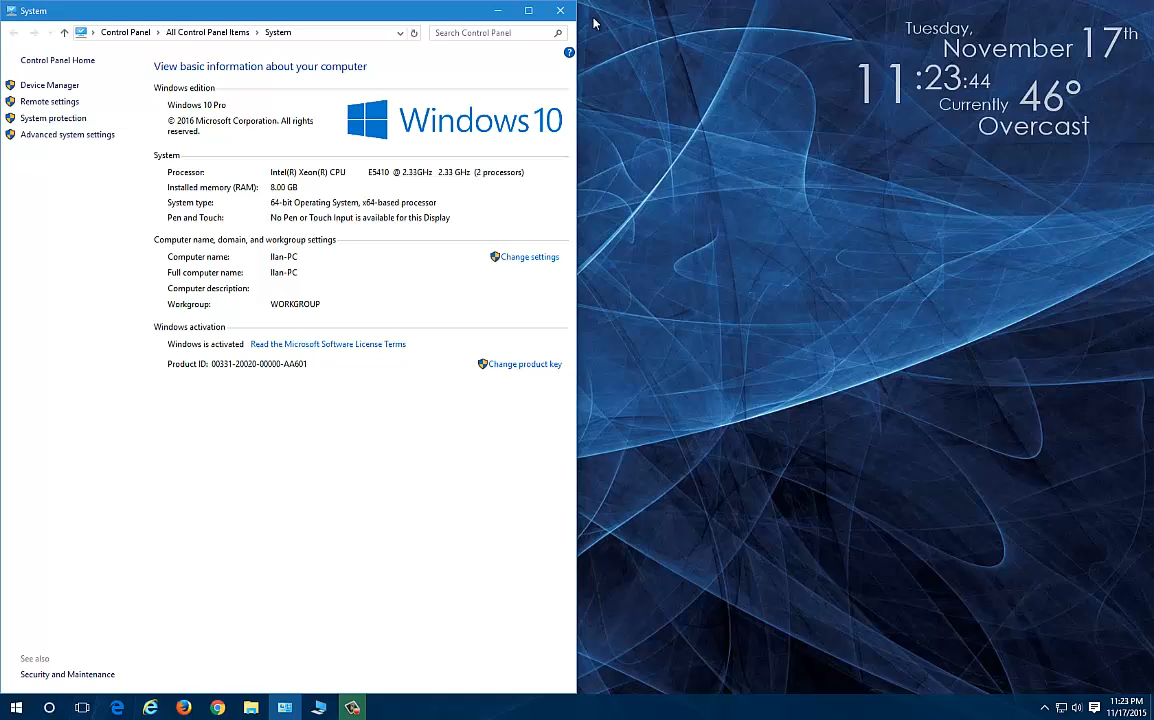 System
Control Panel > All Control Panel Items > System
Search Control Panel
Control Panel Home
Device Manager
Remote settings
System protection
Advanced system settings
See also
Security and Maintenance
View basic information about your computer
Windows edition
Windows 10 Pro
© 2016 Microsoft Corporation. All rights
reserved.
Windows 10
System
Processor: Intel(R) Xeon(R) CPU E5410 @ 2.33GHz 2.33 GHz (2 processors)
Installed memory (RAM): 8.00 GB
System type: 64-bit Operating System, x64-based processor
Pen and Touch: No Pen or Touch Input is available for this Display
Computer name, domain, and workgroup settings
Computer name: Ilan-PC
Change settings
Full computer name: Ilan-PC
Computer description:
Workgroup: WORKGROUP
Windows activation
Windows is activated Read the Microsoft Software License Terms
Product ID: 00331-20020-00000-AA601
Change product key
Tuesday,
November 17th
11:23:44
Currently 46°
Overcast
11:23 PM
11/17/2015